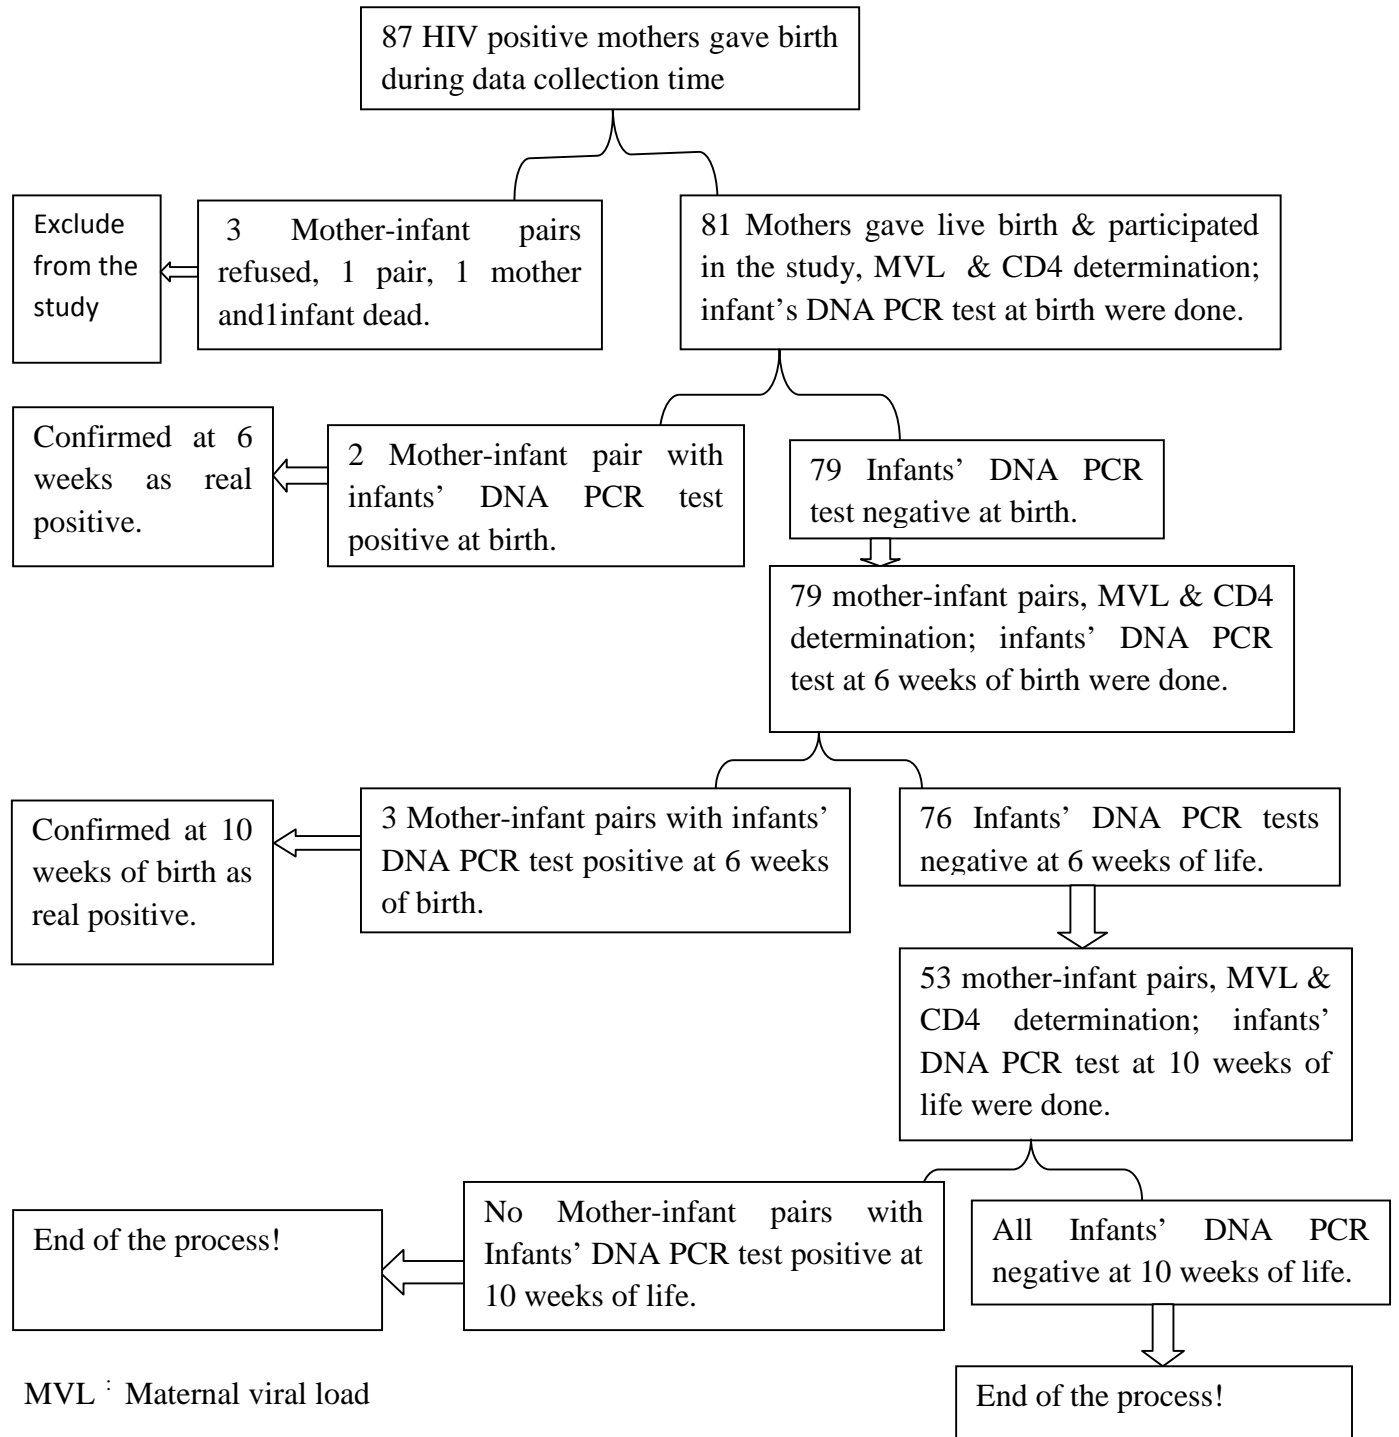 87 HIV positive mothers gave birth
during data collection time
Exclude
from the
study
3 Mother-infant pairs
refused, 1 pair, 1 mother
and1infant dead.
81 Mothers gave live birth & participated
in the study, MVL & CD4 determination;
infant’s DNA PCR test at birth were done.
Confirmed at 6
weeks as real
positive.
2 Mother-infant pair with
infants’ DNA PCR test
positive at birth.
79 Infants’ DNA PCR
test negative at birth.
79 mother-infant pairs, MVL & CD4
determination; infants’ DNA PCR
test at 6 weeks of birth were done.
Confirmed at 10
weeks of birth as
real positive.
3 Mother-infant pairs with infants’
DNA PCR test positive at 6 weeks
of birth.
76 Infants’ DNA PCR tests
negative at 6 weeks of life.
53 mother-infant pairs, MVL &
CD4 determination; infants’
DNA PCR test at 10 weeks of
life were done.
End of the process!
No Mother-infant pairs with
Infants’ DNA PCR test positive at
10 weeks of life.
All Infants’ DNA PCR
negative at 10 weeks of life.
MVL : Maternal viral load
End of the process!